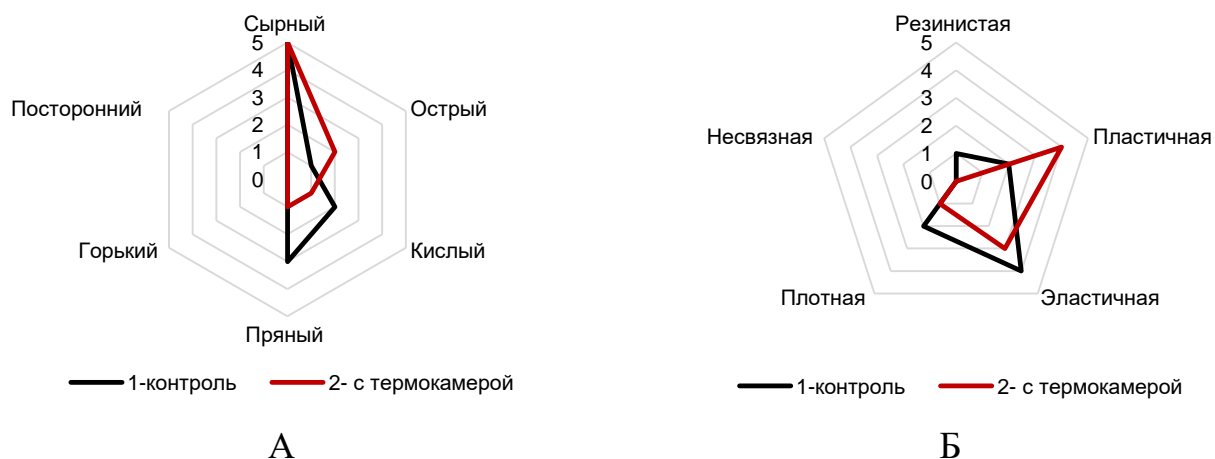 Сырный
5
4
3
2
1
0
Острый
Кислый
Пряный
Горький
Посторонний
1-контроль
2- с термокамерой
А
Резинистая
5
4
3
2
1
0
Пластичная
Эластичная
Плотная
Несвязная
1-контроль
2- с термокамерой
Б